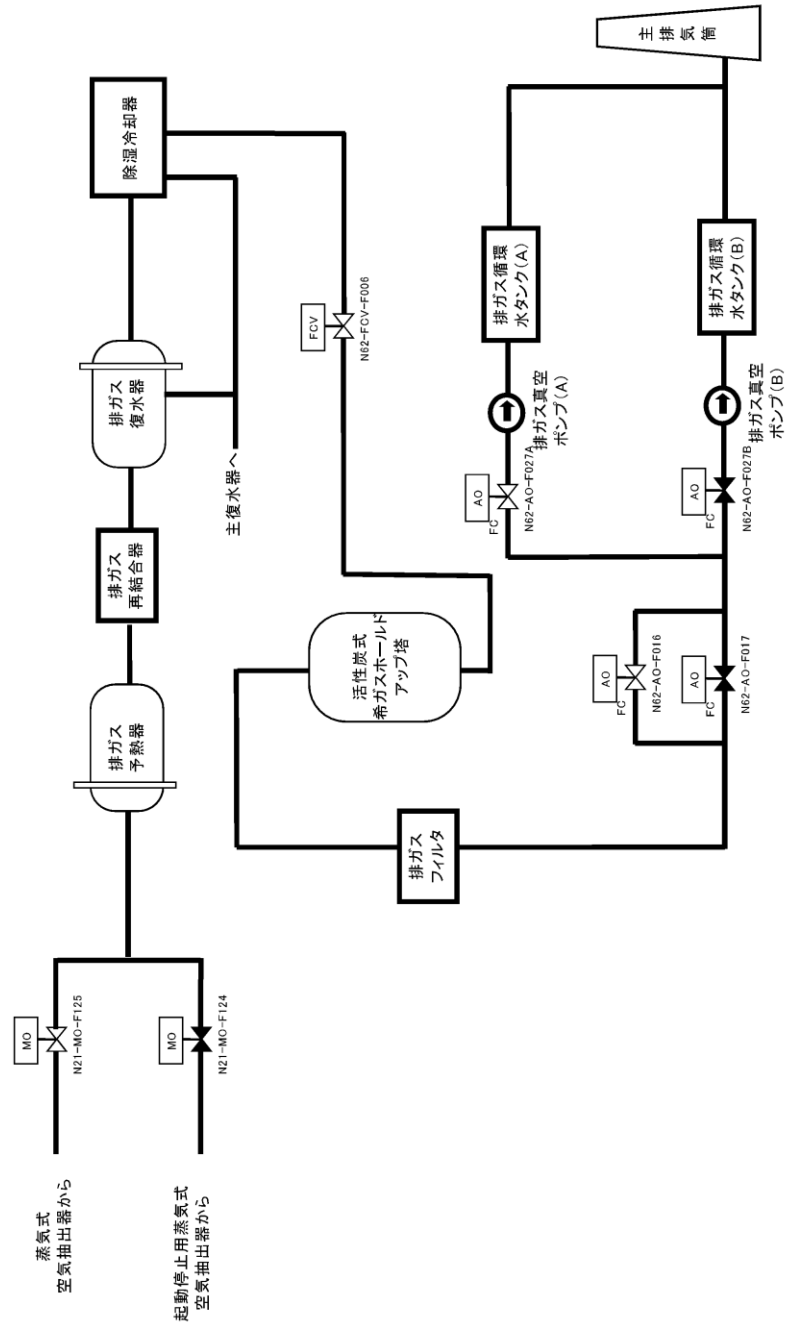 蒸気式
空気抽出器から
起動停止用蒸気式
空気抽出器から
MO
N21-MO-F125
MO
N21-MO-F124
排ガス
予熱器
排ガス
再結合器
排ガス
復水器
除湿冷却器
主復水器へ
FCV
N62-FCV-F006
活性炭式
希ガスホールド
アップ塔
排ガス
フィルタ
AO
FC
N62-AO-F016
AO
FC
N62-AO-F017
AO
FC
N62-AO-F027A
排ガス真空
ポンプ(A)
排ガス循環
水タンク(A)
AO
FC
N62-AO-F027B
排ガス真空
ポンプ(B)
排ガス循環
水タンク(B)
主排気筒